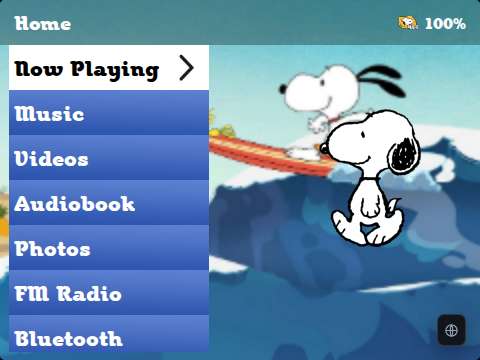 Home
100%
Now Playing
Music
Videos
Audiobook
Photos
FM Radio
Bluetooth